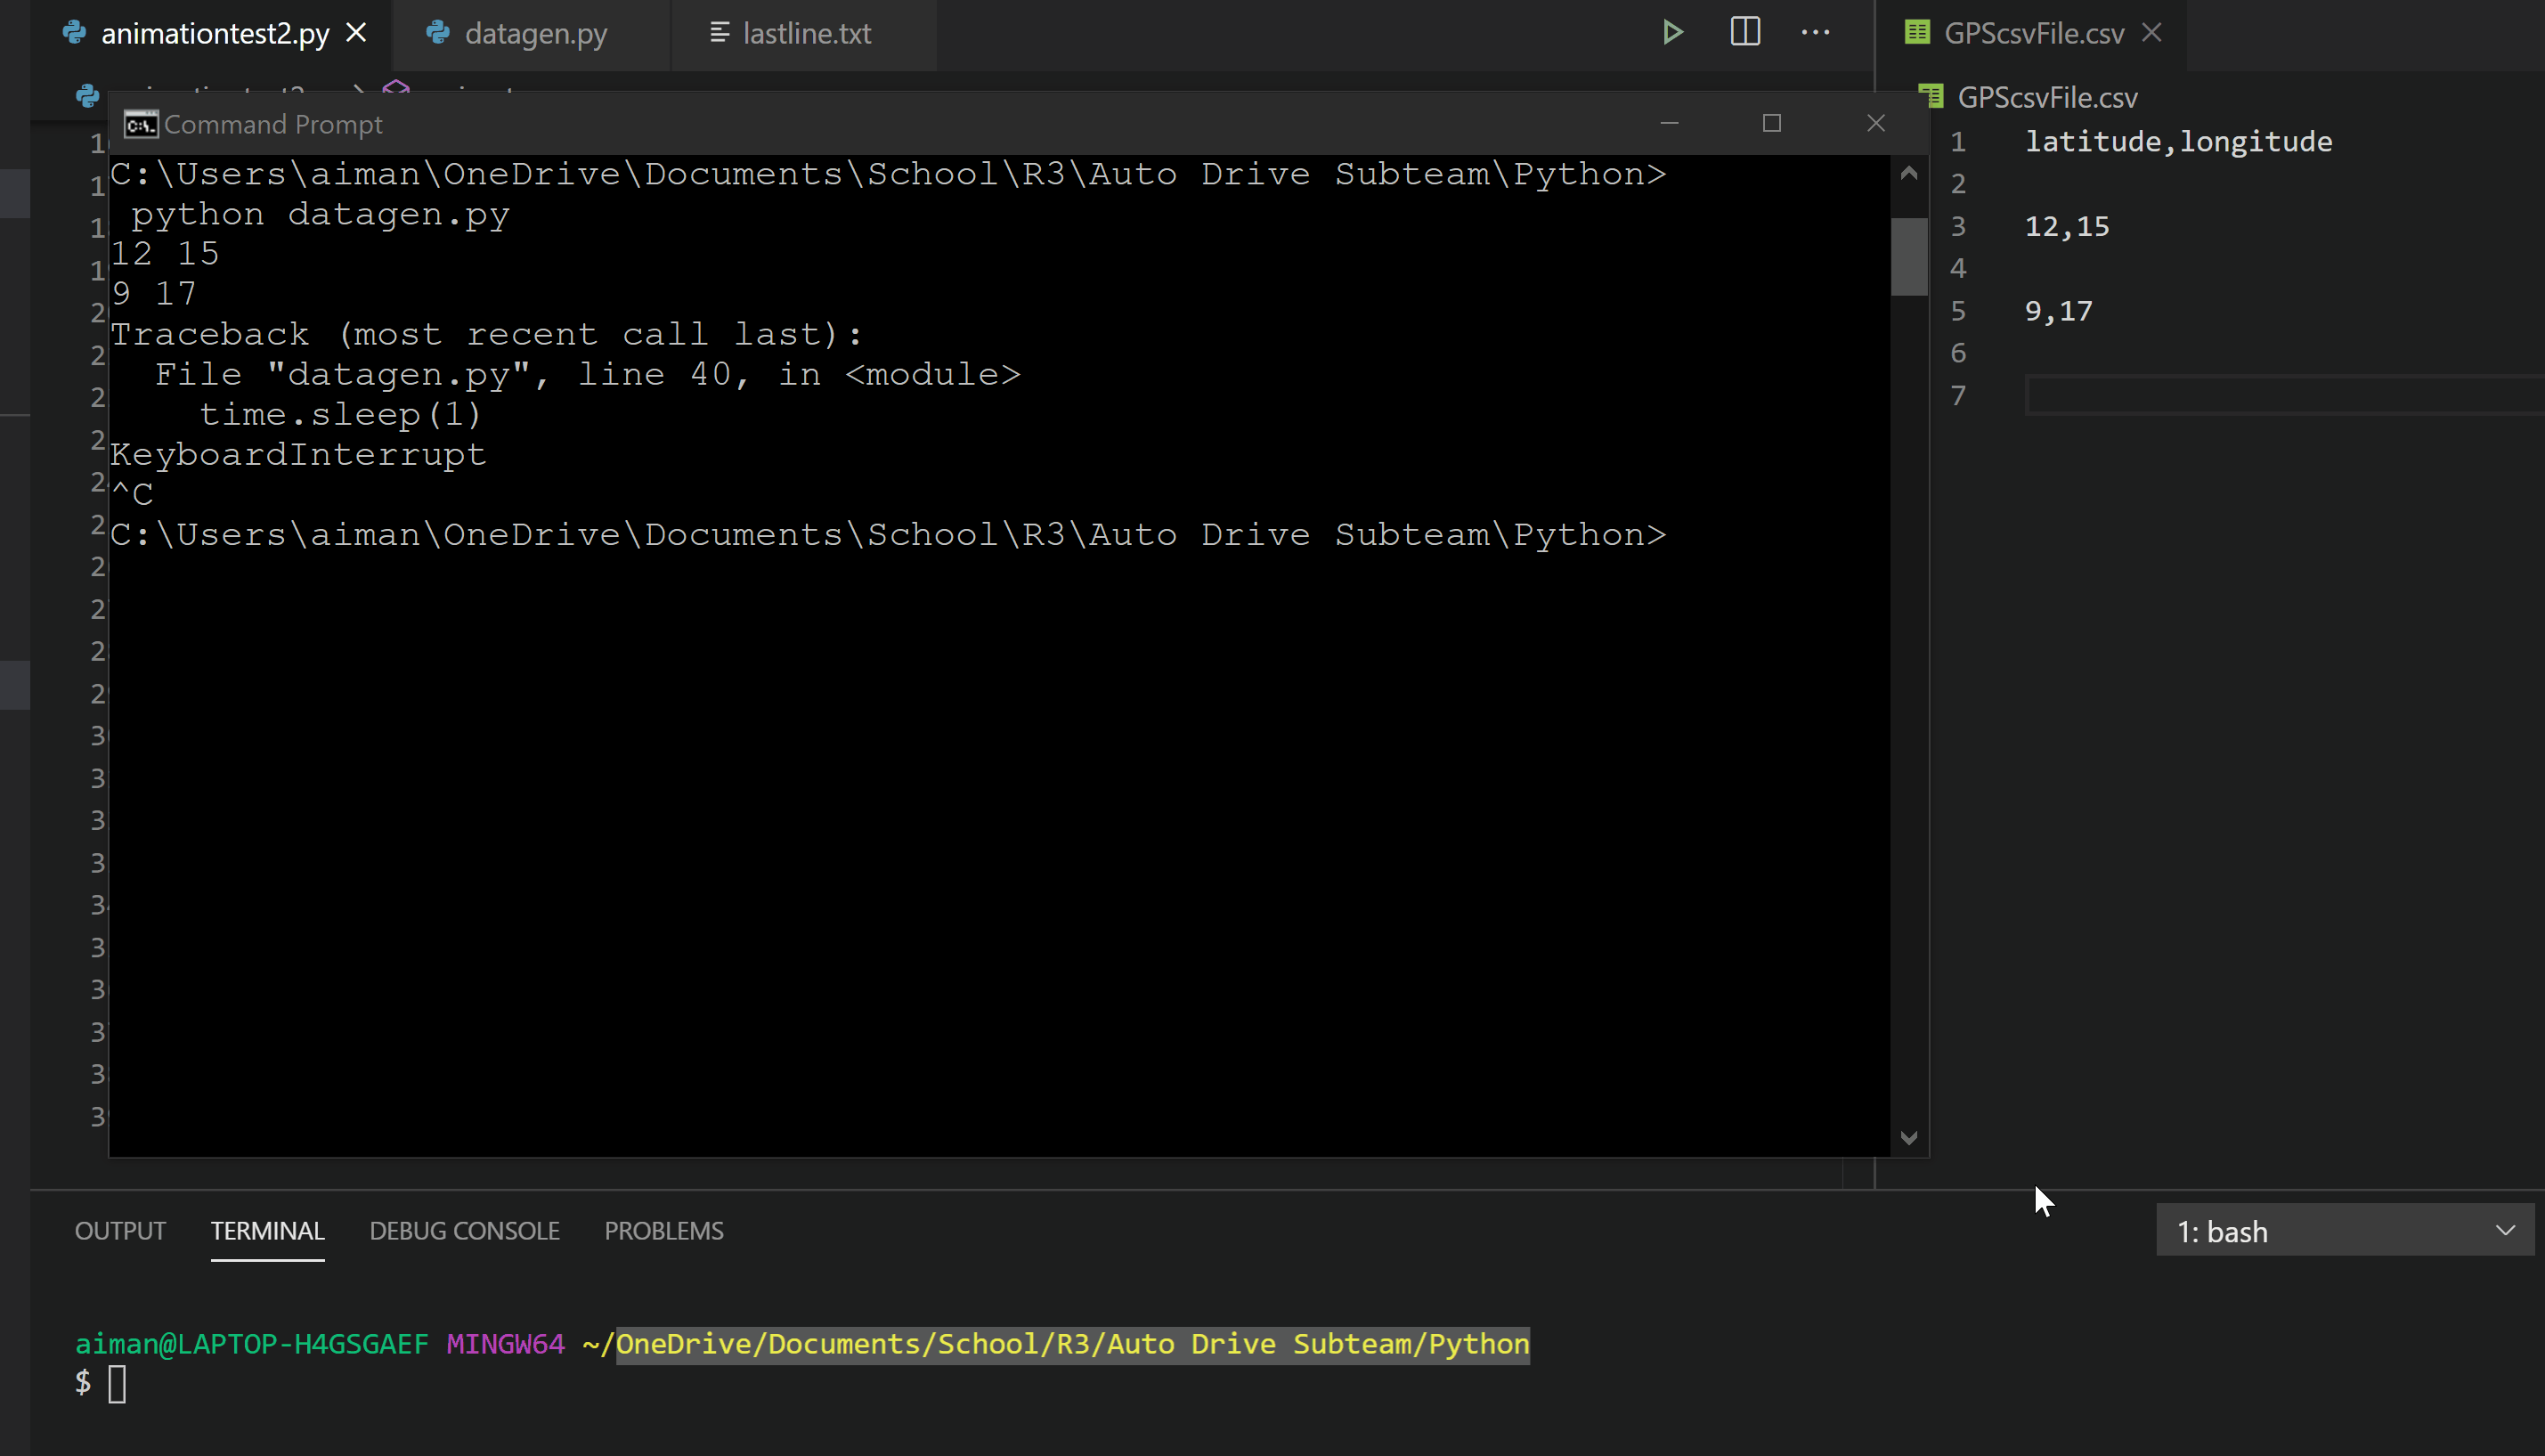 animationtest2.py
datagen.py
lastline.txt
GPScsvFile.csv
GPScsvFile.csv
Command Prompt
C:\Users\aiman\OneDrive\Documents\School\R3\Auto Drive Subteam\Python>
python datagen.py
12 15
9 17
Traceback (most recent call last):
File "datagen.py", line 40, in <module>
time.sleep(1)
KeyboardInterrupt
^C
C:\Users\aiman\OneDrive\Documents\School\R3\Auto Drive Subteam\Python>
1 latitude,longitude
2
3 12,15
4
5 9,17
6
7
OUTPUT TERMINAL DEBUG CONSOLE PROBLEMS
1: bash
aiman@LAPTOP-H4GSGAEF MINGW64 ~/OneDrive/Documents/School/R3/Auto Drive Subteam/Python
$